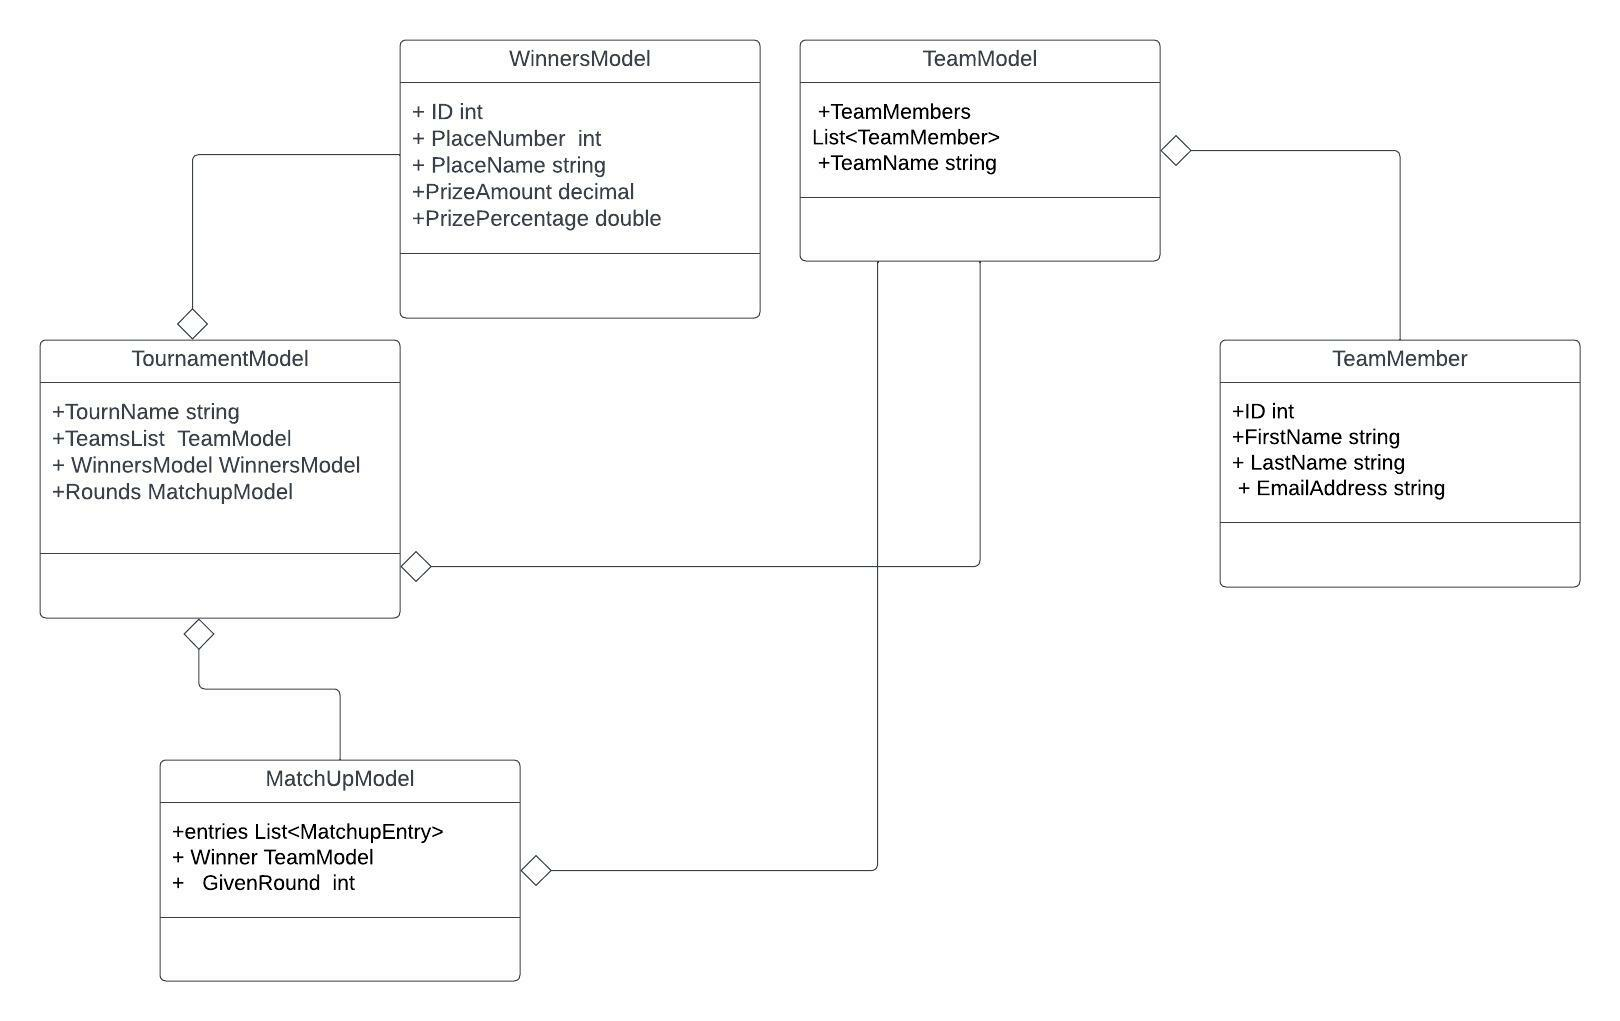 WinnersModel
+ ID int
+ PlaceNumber  int
+ PlaceName string
+PrizeAmount decimal
+PrizePercentage double
TeamModel
+TeamMembers
List<TeamMember>
+TeamName string
TournamentModel
+TournName string
+TeamsList  TeamModel
+ WinnersModel WinnersModel
+Rounds MatchupModel
TeamMember
+ID int
+FirstName string
+ LastName string
+ EmailAddress string
MatchUpModel
+entries List<MatchupEntry>
+ Winner TeamModel
+   GivenRound  int